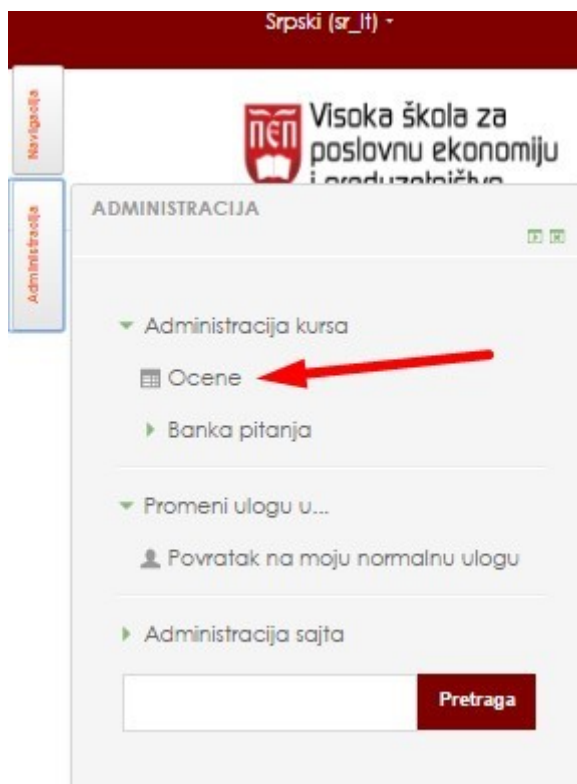 Srpski (sr_lt)
Navigacija
Visoka škola za
poslovnu ekonomiju
i preduzetništvo
Administracija
ADMINISTRACIJA
Administracija kursa
Ocene
Banka pitanja
Promeni ulogu u...
Povratak na moju normalnu ulogu
Administracija sajta
Pretraga